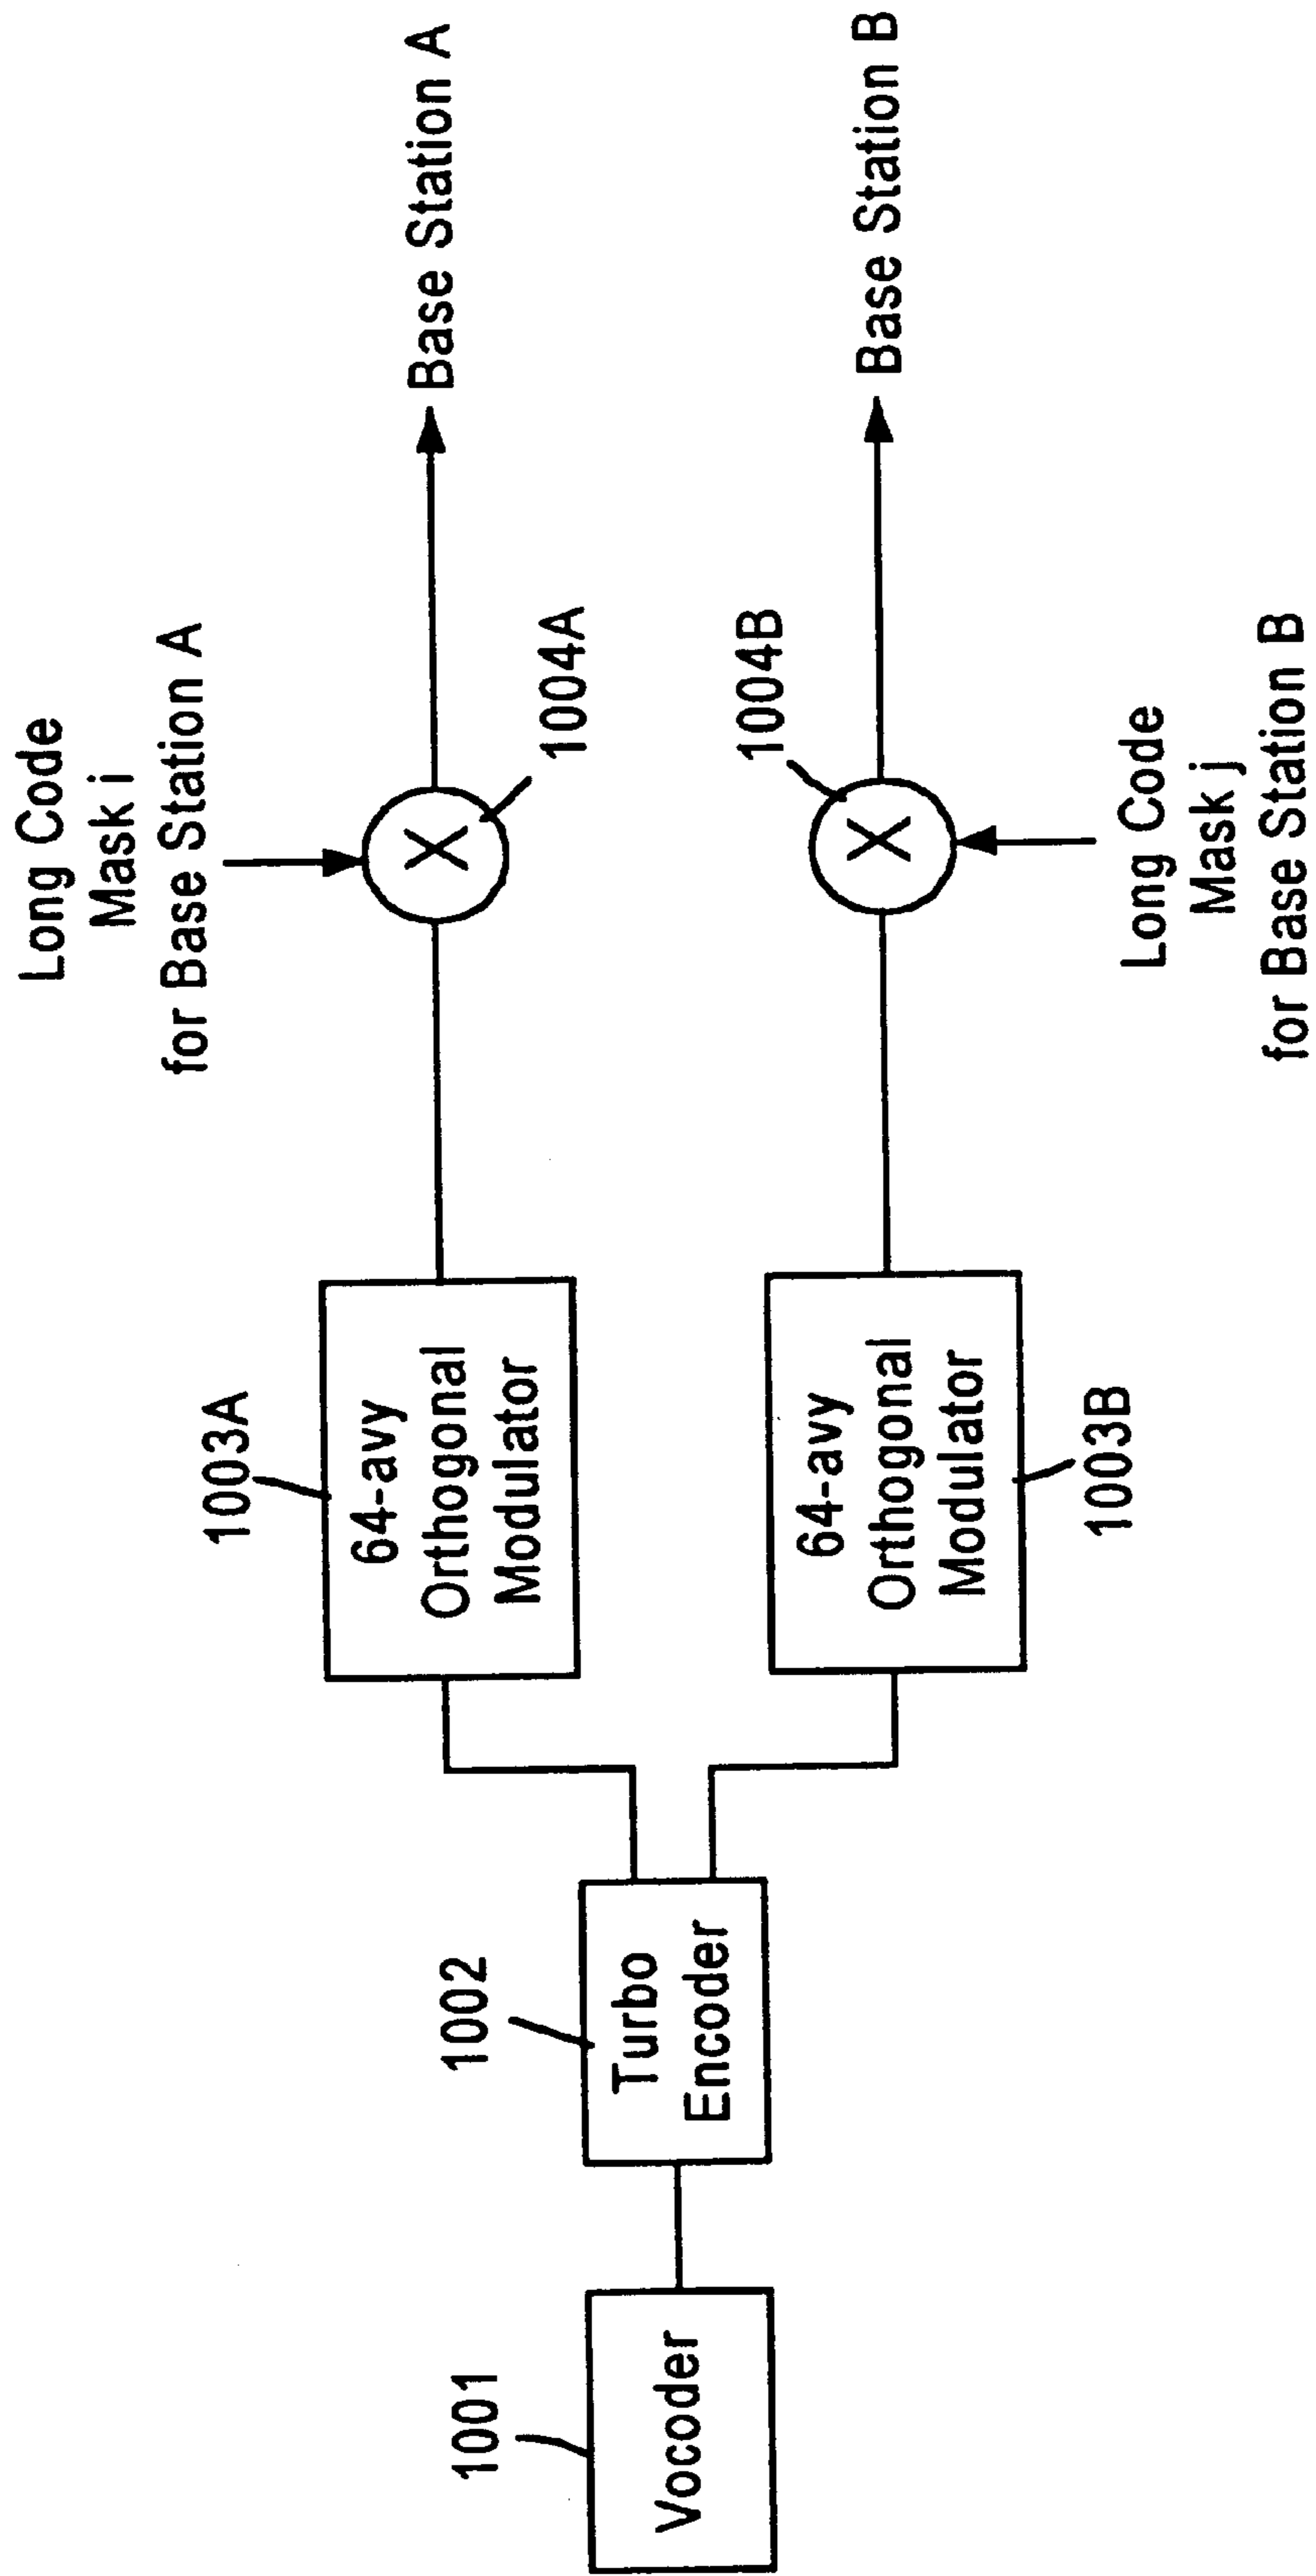 Long Code
Mask i
for Base Station A
1003A
64-avy
Orthogonal
Modulator
1004A
X
Base Station A
1001
Vocoder
1002
Turbo
Encoder
64-avy
Orthogonal
Modulator
1003B
1004B
X
Base Station B
Long Code
Mask j
for Base Station B